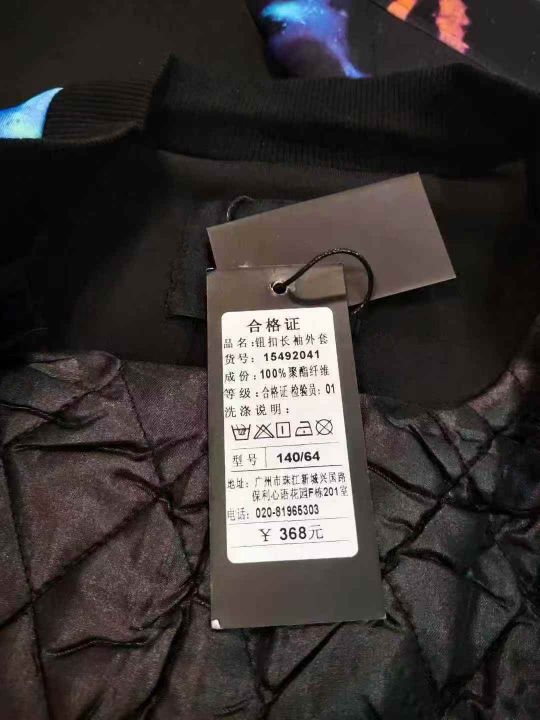 合格证
品名:钮扣长袖外套
货号: 15492041
成份: 100%聚酯纤维
等级: 合格证 检验员: 01
洗涤说明:
型号 140/64
地址: 广州市珠江新城兴国路
保利心语花园F栋201室
电话: 020-81965303
¥ 368元